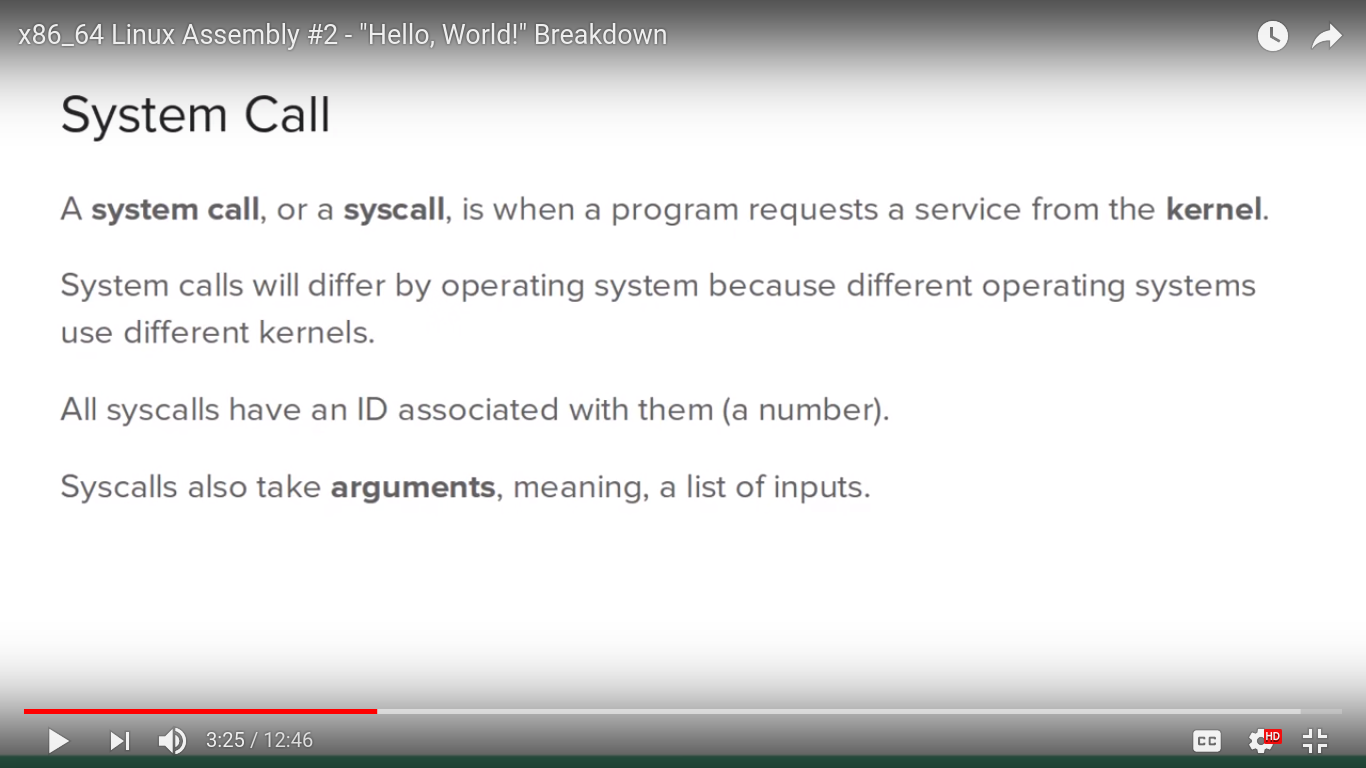 x86_64 Linux Assembly #2 - "Hello, World!" Breakdown
System Call
A system call, or a syscall, is when a program requests a service from the kernel.
System calls will differ by operating system because different operating systems
use different kernels.
All syscalls have an ID associated with them (a number).
Syscalls also take arguments, meaning, a list of inputs.
3:25 / 12:46
CC
HD